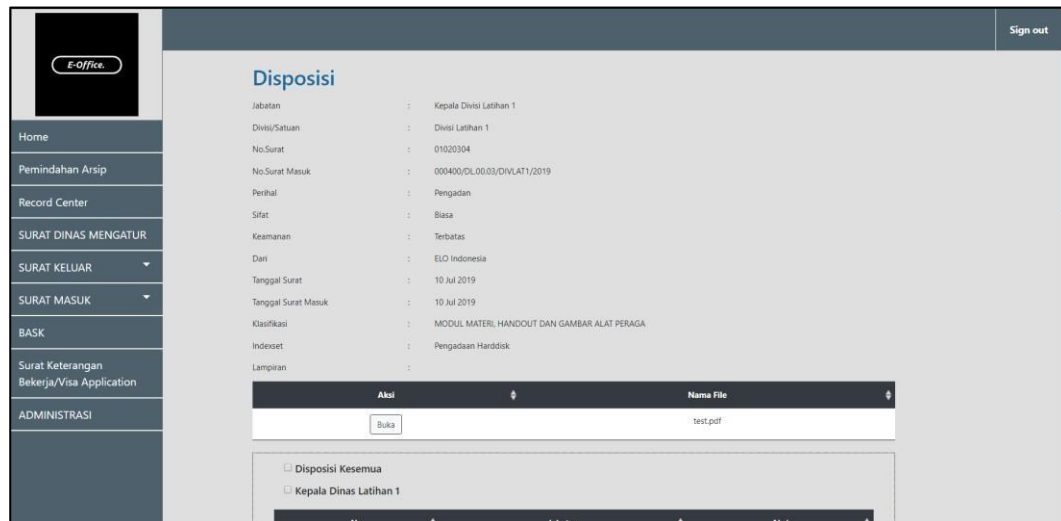 E-Office.
Sign out
Home
Pemindahan Arsip
Record Center
SURAT DINAS MENGATUR
SURAT KELUAR
SURAT MASUK
BASK
Surat Keterangan
Bekerja/Visa Application
ADMINISTRASI
Disposisi
Jabatan : Kepala Divisi Latihan 1
Divisi/Satuan : Divisi Latihan 1
No.Surat : 01020304
No.Surat Masuk : 000400/DL.00.03/DIVLAT1/2019
Perihal : Pengadan
Sifat : Biasa
Keamanan : Terbatas
Dari : ELO Indonesia
Tanggal Surat : 10 Jul 2019
Tanggal Surat Masuk : 10 Jul 2019
Klasifikasi : MODUL MATERI, HANDOUT DAN GAMBAR ALAT PERAGA
Indexset : Pengadaan Harddisk
Lampiran :
Aksi Nama File
Buka test.pdf
Disposisi Kesemua
Kepala Dinas Latihan 1